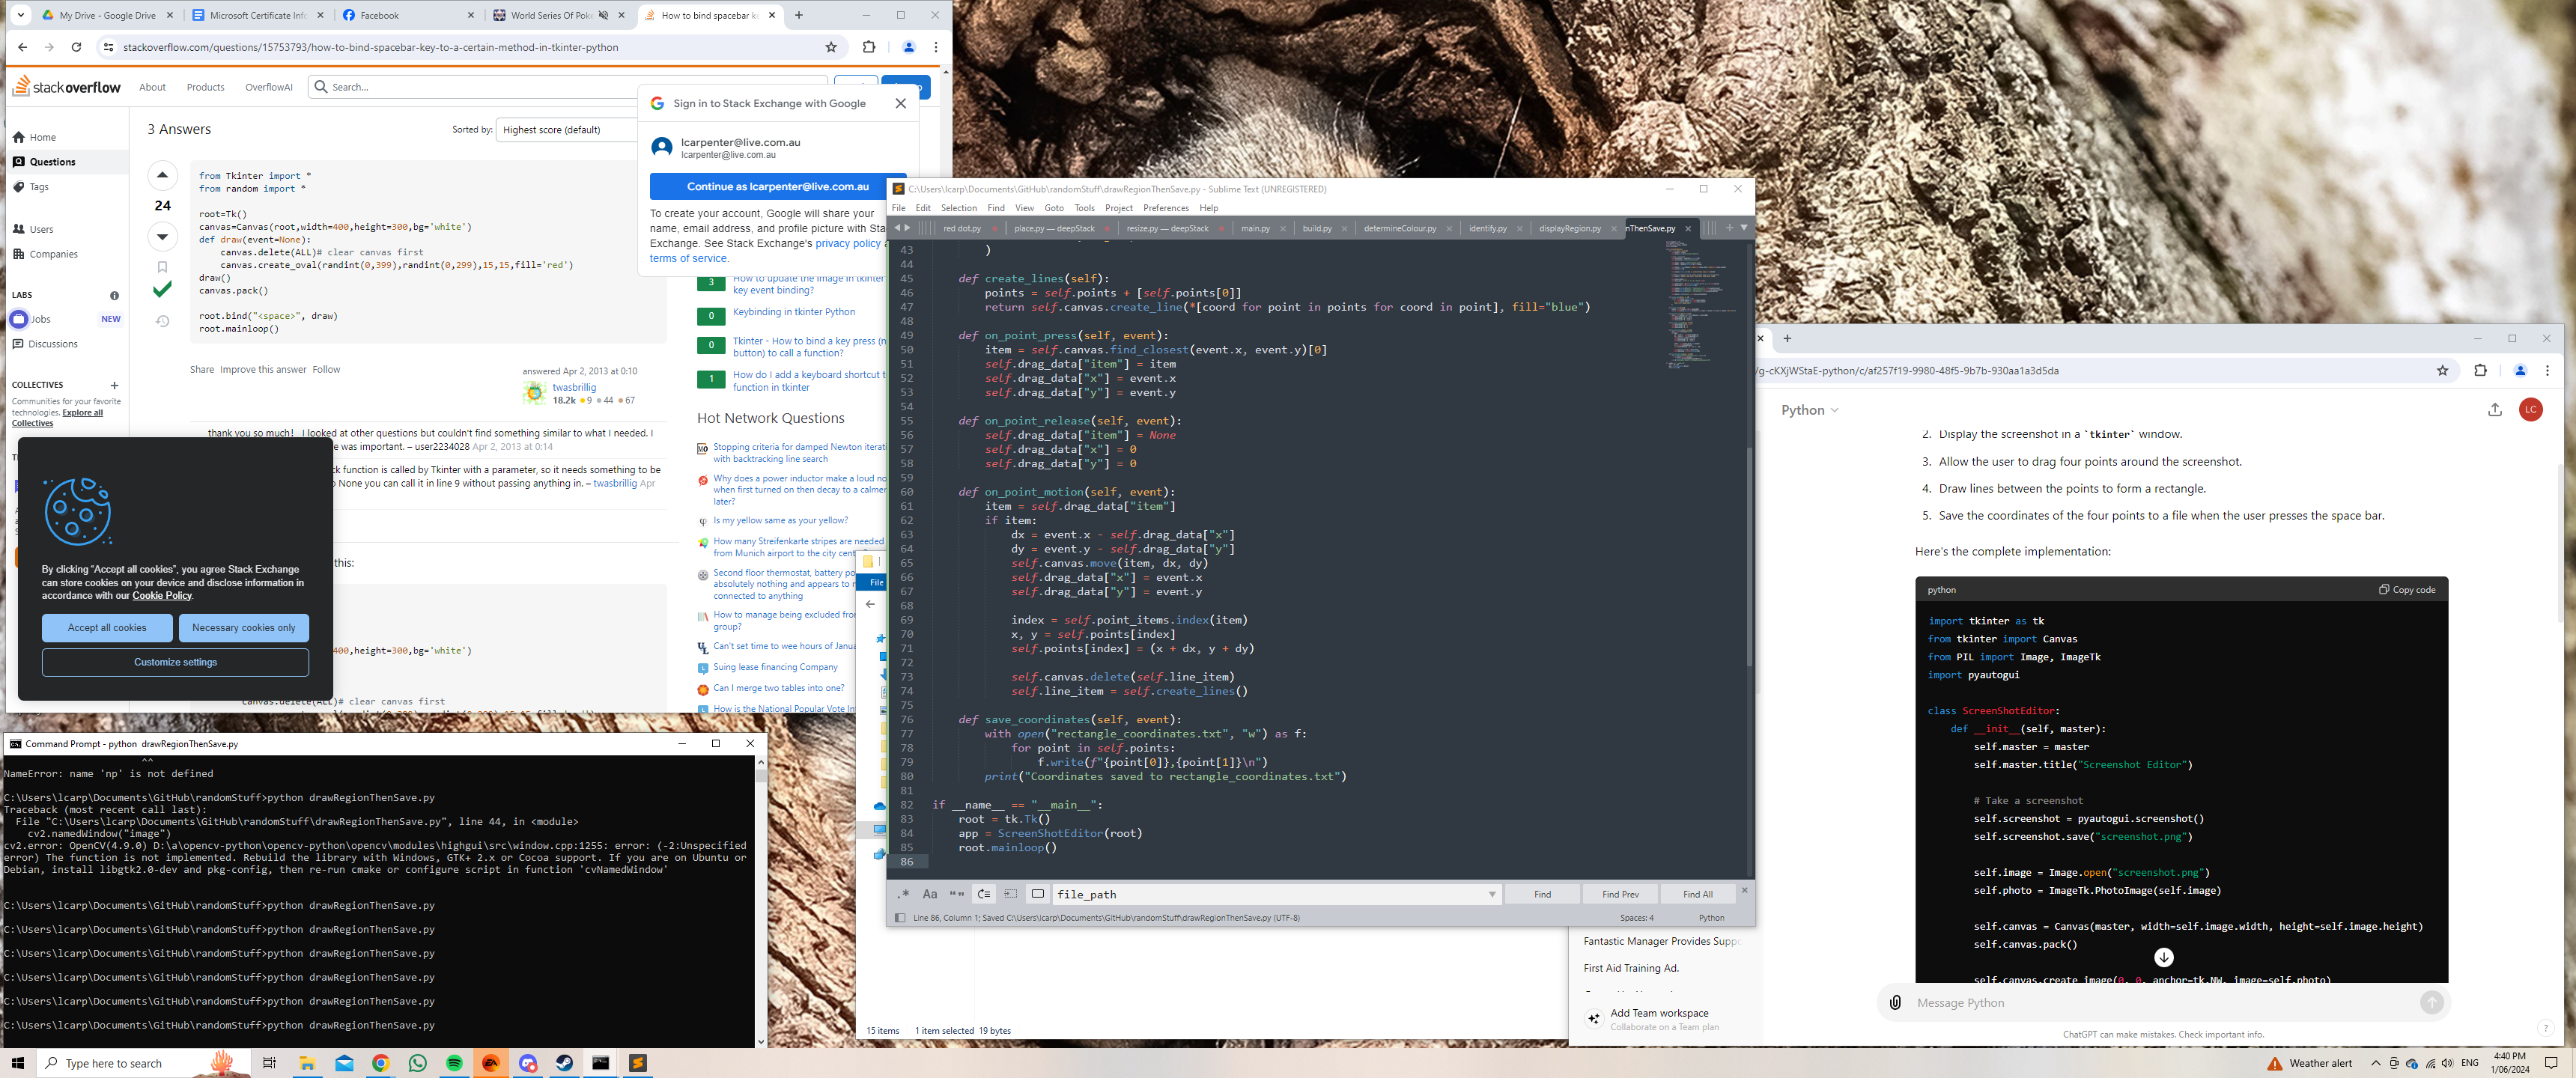 My Drive - Google Drive
Microsoft Certificate Info
Facebook
World Series Of Poke
How to bind spacebar ke
stackoverflow.com/questions/15753793/how-to-bind-spacebar-key-to-a-certain-method-in-tkinter-python
stackoverflow
About
Products
OverflowAI
Search...
Home
Questions
Tags
Users
Companies
LABS
Jobs
NEW
Discussions
COLLECTIVES
Communities for your favorite
technologies. Explore all
Collectives
3 Answers
Sorted by:
Highest score (default)
24
from Tkinter import *
from random import *
root=Tk()
canvas=Canvas(root,width=400,height=300,bg='white')
def draw(event=None):
canvas.delete(ALL)# clear canvas first
canvas.create_oval(randint(0,399),randint(0,299),15,15,fill='red')
draw()
canvas.pack()
root.bind("<space>", draw)
root.mainloop()
Share Improve this answer Follow
answered Apr 2, 2013 at 0:10
twasbrillig
18.2k 9 44 67
thank you so much! I looked at other questions but couldn't find something similar to what I needed. I
e was important. – user2234028 Apr 2, 2013 at 0:14
ck function is called by Tkinter with a parameter, so it needs something to be
None you can call it in line 9 without passing anything in. – twasbrillig Apr
this:
400,height=300,bg='white')
canvas.delete(ALL)# clear canvas first
Sign in to Stack Exchange with Google
lcarpenter@live.com.au
lcarpenter@live.com.au
Continue as lcarpenter@live.com.au
To create your account, Google will share your
name, email address, and profile picture with Sta
Exchange. See Stack Exchange's privacy policy a
terms of service.
3
How to update the image in tkinter
key event binding?
0
Keybinding in tkinter Python
0
Tkinter - How to bind a key press (n
button) to call a function?
1
How do I add a keyboard shortcut t
function in tkinter
Hot Network Questions
Stopping criteria for damped Newton iterati
with backtracking line search
Why does a power inductor make a loud no
when first turned on then decay to a calmer
later?
Is my yellow same as your yellow?
How many Streifenkarte stripes are needed
from Munich airport to the city cent
Second floor thermostat, battery po
absolutely nothing and appears to n
connected to anything
How to manage being excluded fro
group?
Can't set time to wee hours of Janua
Suing lease financing Company
Can I merge two tables into one?
How is the National Popular Vote In
By clicking "Accept all cookies", you agree Stack Exchange
can store cookies on your device and disclose information in
accordance with our Cookie Policy.
Accept all cookies
Necessary cookies only
Customize settings
Command Prompt - python drawRegionThenSave.py
^^
NameError: name 'np' is not defined
C:\Users\lcarp\Documents\GitHub\randomStuff>python drawRegionThenSave.py
Traceback (most recent call last):
File "C:\Users\lcarp\Documents\GitHub\randomStuff\drawRegionThenSave.py", line 44, in <module>
cv2.namedWindow("image")
cv2.error: OpenCV(4.9.0) D:\a\opencv-python\opencv-python\opencv\modules\highgui\src\window.cpp:1255: error: (-2:Unspecified
error) The function is not implemented. Rebuild the library with Windows, GTK+ 2.x or Cocoa support. If you are on Ubuntu or
Debian, install libgtk2.0-dev and pkg-config, then re-run cmake or configure script in function 'cvNamedWindow'
C:\Users\lcarp\Documents\GitHub\randomStuff>python drawRegionThenSave.py
C:\Users\lcarp\Documents\GitHub\randomStuff>python drawRegionThenSave.py
C:\Users\lcarp\Documents\GitHub\randomStuff>python drawRegionThenSave.py
C:\Users\lcarp\Documents\GitHub\randomStuff>python drawRegionThenSave.py
C:\Users\lcarp\Documents\GitHub\randomStuff>python drawRegionThenSave.py
C:\Users\lcarp\Documents\GitHub\randomStuff>python drawRegionThenSave.py
File
15 items 1 item selected 19 bytes
C:\Users\lcarp\Documents\GitHub\randomStuff\drawRegionThenSave.py - Sublime Text (UNREGISTERED)
File Edit Selection Find View Goto Tools Project Preferences Help
red dot.py
place.py — deepStack
resize.py — deepStack
main.py
build.py
determineColour.py
identify.py
displayRegion.py
nThenSave.py
43 )
44
45 def create_lines(self):
46 points = self.points + [self.points[0]]
47 return self.canvas.create_line(*[coord for point in points for coord in point], fill="blue")
48
49 def on_point_press(self, event):
50 item = self.canvas.find_closest(event.x, event.y)[0]
51 self.drag_data["item"] = item
52 self.drag_data["x"] = event.x
53 self.drag_data["y"] = event.y
54
55 def on_point_release(self, event):
56 self.drag_data["item"] = None
57 self.drag_data["x"] = 0
58 self.drag_data["y"] = 0
59
60 def on_point_motion(self, event):
61 item = self.drag_data["item"]
62 if item:
63 dx = event.x - self.drag_data["x"]
64 dy = event.y - self.drag_data["y"]
65 self.canvas.move(item, dx, dy)
66 self.drag_data["x"] = event.x
67 self.drag_data["y"] = event.y
68
69 index = self.point_items.index(item)
70 x, y = self.points[index]
71 self.points[index] = (x + dx, y + dy)
72
73 self.canvas.delete(self.line_item)
74 self.line_item = self.create_lines()
75
76 def save_coordinates(self, event):
77 with open("rectangle_coordinates.txt", "w") as f:
78 for point in self.points:
79 f.write(f"{point[0]},{point[1]}\n")
80 print("Coordinates saved to rectangle_coordinates.txt")
81
82 if __name__ == "__main__":
83 root = tk.Tk()
84 app = ScreenShotEditor(root)
85 root.mainloop()
86
file_path
Find
Find Prev
Find All
Line 86, Column 1; Saved C:\Users\lcarp\Documents\GitHub\randomStuff\drawRegionThenSave.py (UTF-8)
Spaces: 4
Python
/g-cKXjWStaE-python/c/af257f19-9980-48f5-9b7b-930aa1a3d5da
Python
LC
2. Display the screenshot in a `tkinter` window.
3. Allow the user to drag four points around the screenshot.
4. Draw lines between the points to form a rectangle.
5. Save the coordinates of the four points to a file when the user presses the space bar.
Here's the complete implementation:
python
Copy code
import tkinter as tk
from tkinter import Canvas
from PIL import Image, ImageTk
import pyautogui
class ScreenShotEditor:
def __init__(self, master):
self.master = master
self.master.title("Screenshot Editor")
# Take a screenshot
self.screenshot = pyautogui.screenshot()
self.screenshot.save("screenshot.png")
self.image = Image.open("screenshot.png")
self.photo = ImageTk.PhotoImage(self.image)
self.canvas = Canvas(master, width=self.image.width, height=self.image.height)
self.canvas.pack()
self.canvas.create_image(0, 0, anchor=tk.NW, image=self.photo)
Message Python
ChatGPT can make mistakes. Check important info.
Fantastic Manager Provides Suppo
First Aid Training Ad.
Add Team workspace
Collaborate on a Team plan
Type here to search
Weather alert
ENG
4:40 PM
1/06/2024